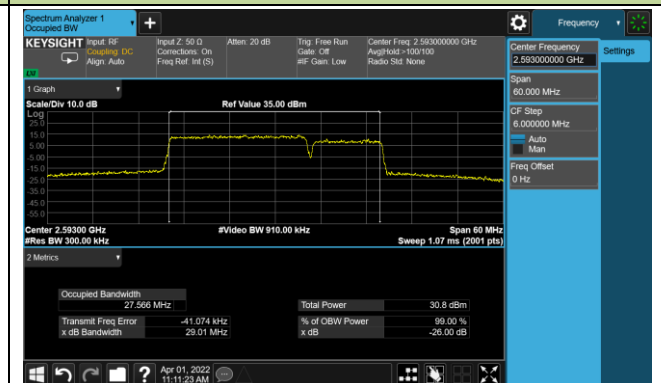 Spectrum Analyzer 1
Occupied BW
Frequency
KEYSIGHT
Input: RF
Coupling: DC
Align: Auto
Input Z: 50 Ω
Corrections: On
Freq Ref: Int (S)
Atten: 20 dB
Trig: Free Run
Gate: Off
#IF Gain: Low
Center Freq: 2.593000000 GHz
Avg|Hold:>100/100
Radio Std: None
Center Frequency
2.593000000 GHz
Settings
Span
60.000 MHz
CF Step
6.000000 MHz
Auto
Man
Freq Offset
0 Hz
1 Graph
Scale/Div 10.0 dB
Ref Value 35.00 dBm
Log
25.0
15.0
5.00
-5.00
-15.0
-25.0
-35.0
-45.0
-55.0
Center 2.59300 GHz
#Video BW 910.00 kHz
Span 60 MHz
#Res BW 300.00 kHz
Sweep 1.07 ms (2001 pts)
2 Metrics
Occupied Bandwidth
27.566 MHz
Total Power 30.8 dBm
Transmit Freq Error -41.074 kHz
% of OBW Power 99.00 %
x dB Bandwidth 29.01 MHz
x dB -26.00 dB
Apr 01, 2022
11:11:23 AM